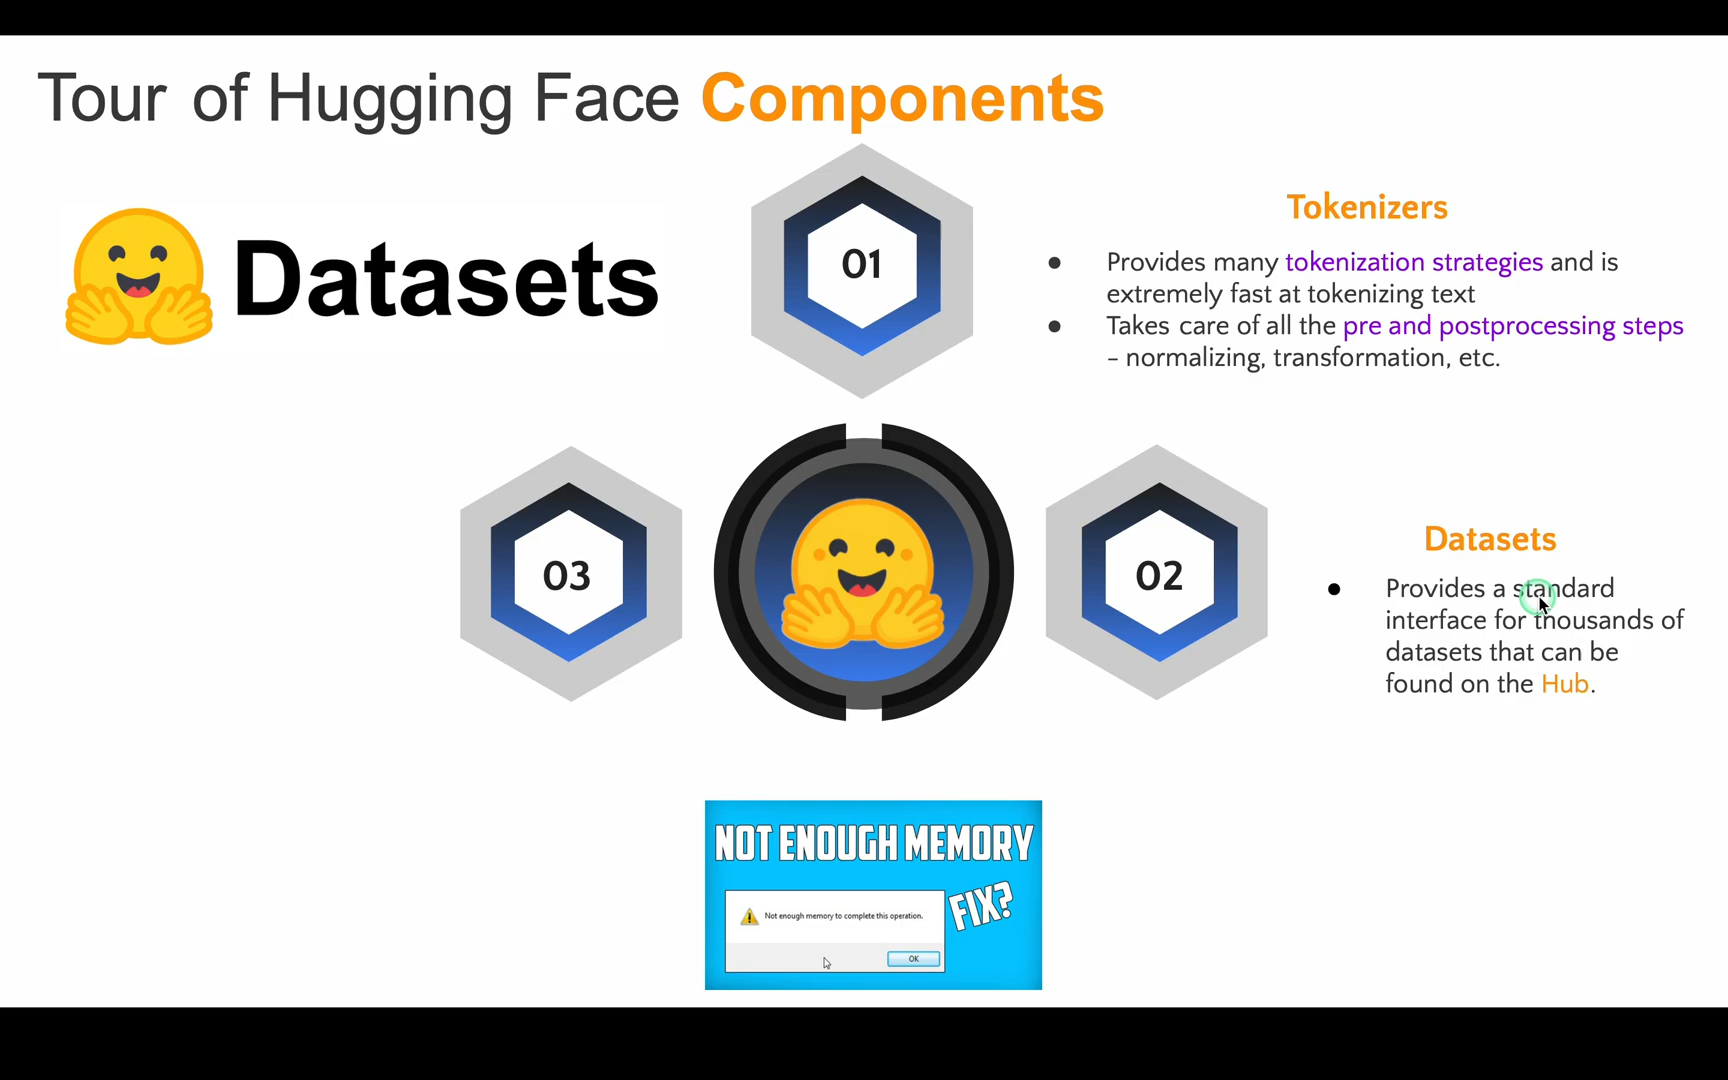 Tour of Hugging Face Components
Datasets
01
Tokenizers
● Provides many tokenization strategies and is
extremely fast at tokenizing text
● Takes care of all the pre and postprocessing steps
– normalizing, transformation, etc.
03
02
Datasets
● Provides a standard
interface for thousands of
datasets that can be
found on the Hub.
NOT ENOUGH MEMORY
FIX?
Not enough memory to complete this operation.
OK